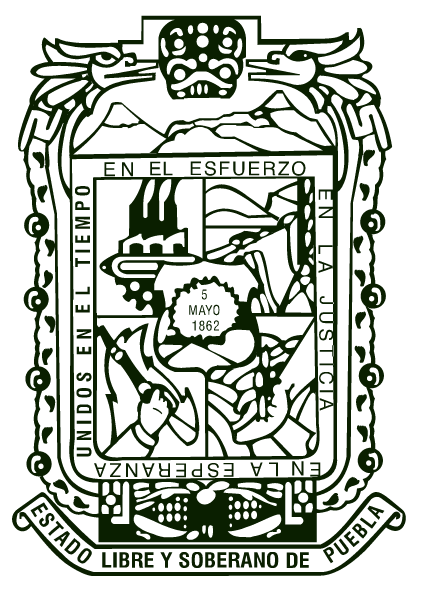 EN EL ESFUERZO
EN LA JUSTICIA
EN LA ESPERANZA
UNIDOS EN EL TIEMPO
5
MAYO
1862
ESTADO LIBRE Y SOBERANO DE PUEBLA